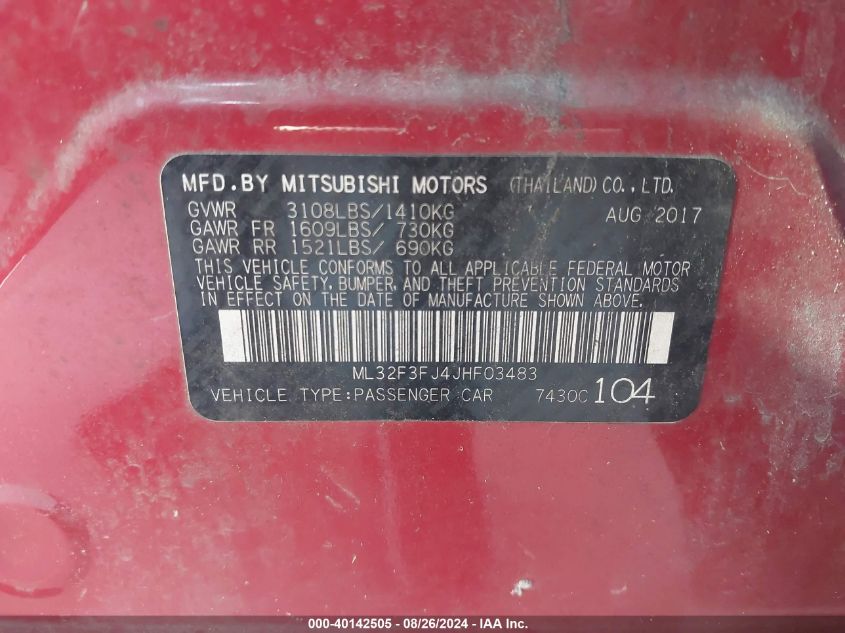 MFD.BY MITSUBISHI MOTORS (THAILAND)CO.,LTD.
GVWR 3108LBS/1410KG AUG 2017
GAWR FR 1609LBS/ 730KG
GAWR RR 1521LBS/ 690KG
THIS VEHICLE CONFORMS TO ALL APPLICABLE FEDERAL MOTOR
VEHICLE SAFETY, BUMPER, AND THEFT PREVENTION STANDARDS
IN EFFECT ON THE DATE OF MANUFACTURE SHOWN ABOVE.
ML32F3FJ4JHF03483
VEHICLE TYPE:PASSENGER CAR 7430C 104
000-40142505 - 08/26/2024 - IAA Inc.